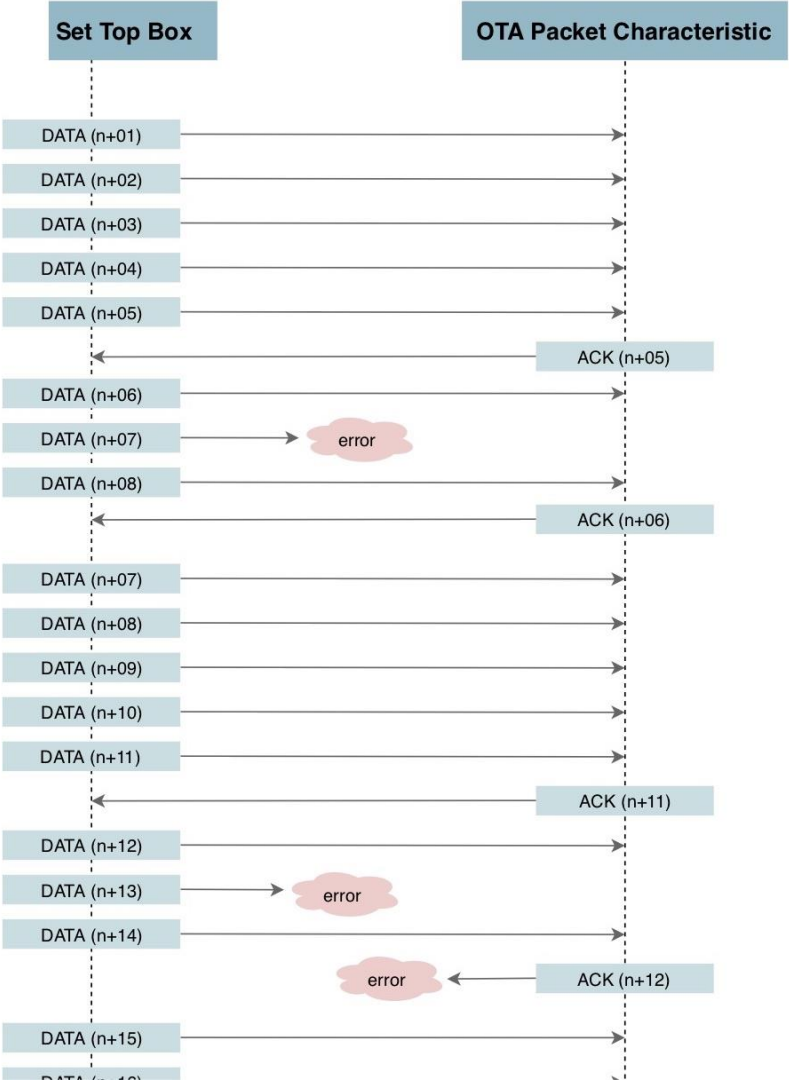 Set Top Box
OTA Packet Characteristic
DATA (n+01)
DATA (n+02)
DATA (n+03)
DATA (n+04)
DATA (n+05)
ACK (n+05)
DATA (n+06)
DATA (n+07)
error
DATA (n+08)
ACK (n+06)
DATA (n+07)
DATA (n+08)
DATA (n+09)
DATA (n+10)
DATA (n+11)
ACK (n+11)
DATA (n+12)
DATA (n+13)
error
DATA (n+14)
error
ACK (n+12)
DATA (n+15)